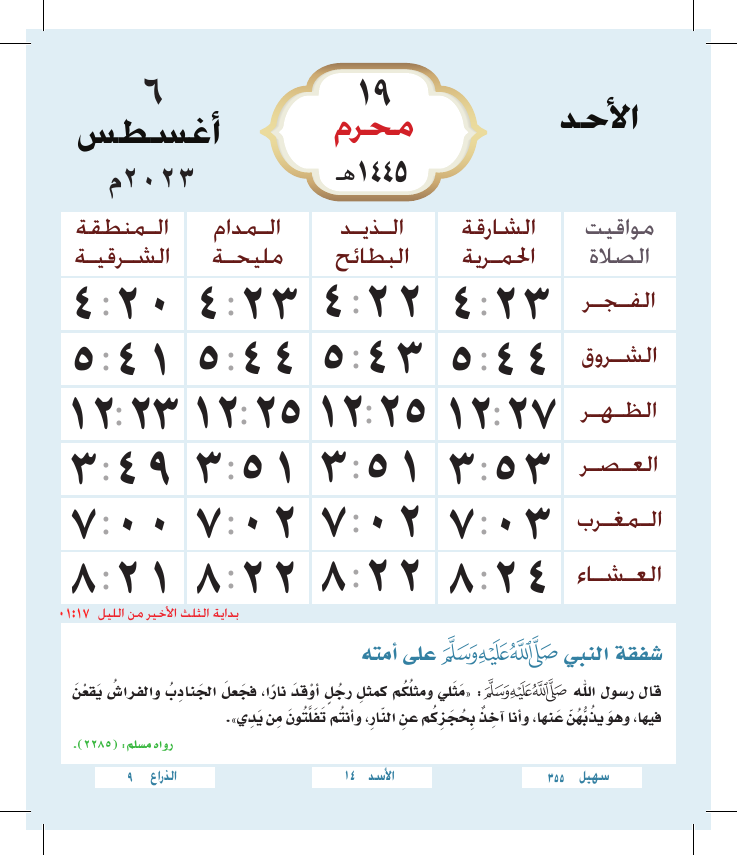 الأحد
١٩
محرم
١٤٤٥هـ
٦
أغسطس
٢٠٢٣م
مواقيت الصلاة	الشارقة الحمرية	الذيد البطائح	المدام مليحة	المنطقة الشرقية
الفجر	٤:٢٣	٤:٢٢	٤:٢٣	٤:٢٠
الشروق	٥:٤٤	٥:٤٣	٥:٤٤	٥:٤١
الظهر	١٢:٢٧	١٢:٢٥	١٢:٢٥	١٢:٢٣
العصر	٣:٥٣	٣:٥١	٣:٥١	٣:٤٩
المغرب	٧:٠٣	٧:٠٢	٧:٠٢	٧:٠٠
العشاء	٨:٢٤	٨:٢٢	٨:٢٢	٨:٢١
بداية الثلث الأخير من الليل ٠١:١٧
شفقة النبي صَلَّى اللَّهُ عَلَيْهِ وَسَلَّمَ على أمته
قال رسول الله صَلَّى اللَّهُ عَلَيْهِ وَسَلَّمَ: «مَثَلي ومثلُكُم كمثلِ رجُلٍ أوْقدَ نارًا، فجَعلَ الجَنادِبُ والفراشُ يَقعْنَ
فيها، وهوَ يذُبُّهُنَ عَنها، وأنا آخِذٌ بِحُجَزِكُم عنِ النّارِ، وأنتُم تَفَلَّتُونَ مِن يَدِي».
رواه مسلم: (٢٢٨٥).
سهيل ٣٥٥
الأسد ١٤
الذراع ٩